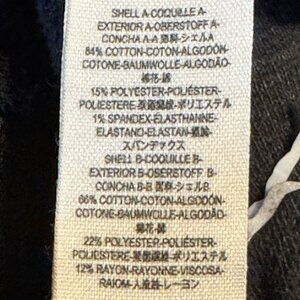 SHELL A-COQUILLE A-
EXTERIOR A-OBERSTOFF A-
CONCHA A-A 面料-シェルA
84% COTTON-COTON-ALGODÓN-
COTONE-BAUMWOLLE-ALGODÃO-
棉花-綿
15% POLYESTER-POLIÉSTER-
POLIESTERE-聚酯纖維-ポリエステル
1% SPANDEX-ÉLASTHANNE-
ELASTANO-ELASTAN-
スパンデックス
SHELL B-COQUILLE B-
EXTERIOR B-OBERSTOFF B-
CONCHA B-B 面料-シェルB
66% COTTON-COTON-ALGODÓN-
COTONE-BAUMWOLLE-ALGODÃO-
棉花-綿
22% POLYESTER-POLIÉSTER-
POLIESTERE-聚酯纖維-ポリエステル
12% RAYON-RAYONNE-VISCOSA-
RAIOM-人造絲-レーヨン